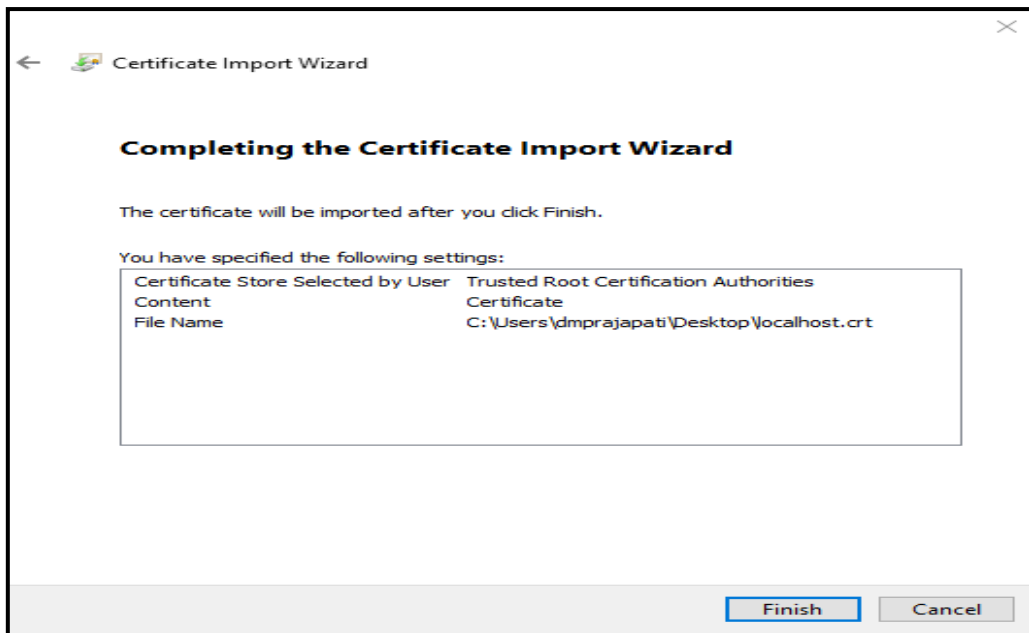 Certificate Import Wizard
Completing the Certificate Import Wizard
The certificate will be imported after you click Finish.
You have specified the following settings:
Certificate Store Selected by User Trusted Root Certification Authorities
Content Certificate
File Name C:\Users\dmprajapati\Desktop\localhost.crt
Finish Cancel